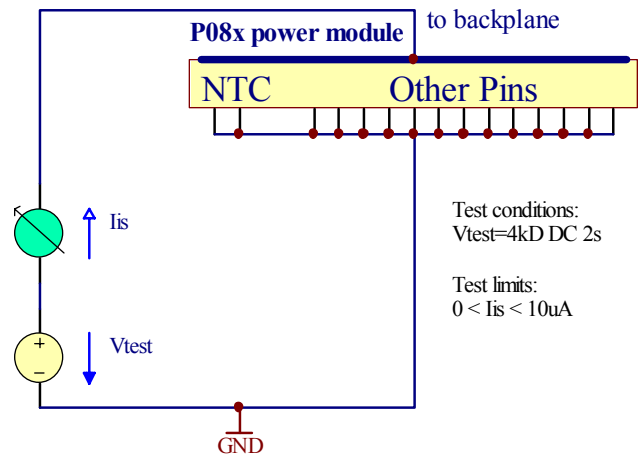 to backplane
P08x power module
NTC Other Pins
Iis
Test conditions:
Vtest=4kD DC 2s
Test limits:
0 < Iis < 10uA
+
Vtest
−
GND